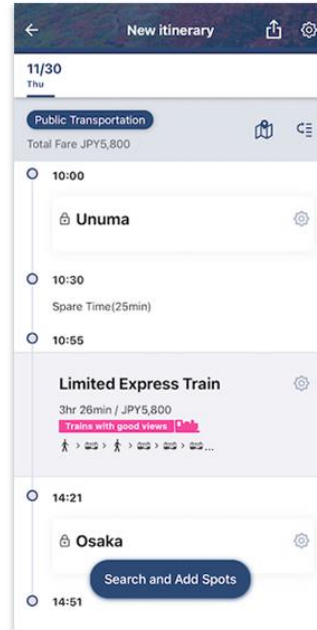 New itinerary
11/30
Thu
Public Transportation
Total Fare JPY5,800
10:00
Unuma
10:30
Spare Time(25min)
10:55
Limited Express Train
3hr 26min / JPY5,800
Trains with good views
> > > > > ...
14:21
Osaka
Search and Add Spots
14:51